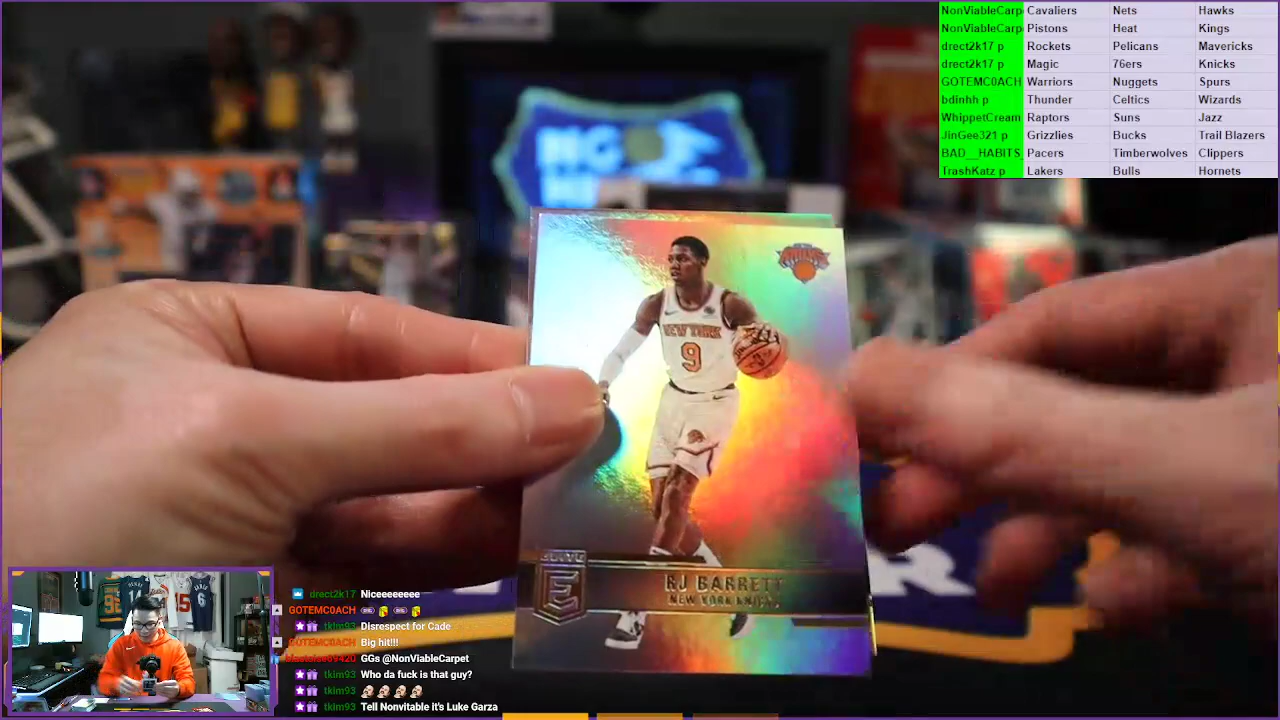 NonViableCarp Cavaliers Nets Hawks
NonViableCarp Pistons Heat Kings
drect2k17 p Rockets Pelicans Mavericks
drect2k17 p Magic 76ers Knicks
GOTEMC0ACH Warriors Nuggets Spurs
bdinhh p Thunder Celtics Wizards
WhippetCream Raptors Suns Jazz
JinGee321 p Grizzlies Bucks Trail Blazers
BAD__HABITS Pacers Timberwolves Clippers
TrashKatz p Lakers Bulls Hornets
NEW YORK
9
ELITE
E
RJ BARRETT
NEW YORK KNICKS
drect2k17 Niceeeeeeee
GOTEMC0ACH
tkim93 Disrespect for Cade
GOTEMC0ACH Big hit!!!
GGs @NonViableCarpet
tkim93 Who da fuck is that guy?
tkim93
tkim93 Tell Nonvitable it's Luke Garza